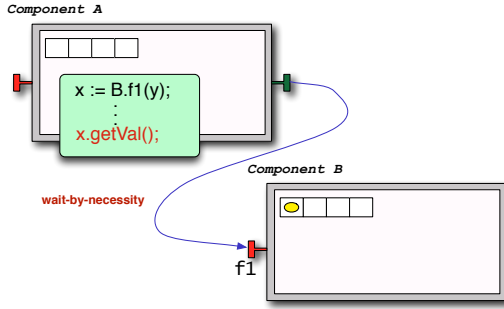 Component A
x := B.f1(y);
:
x.getVal();
Component B
wait-by-necessity
f1